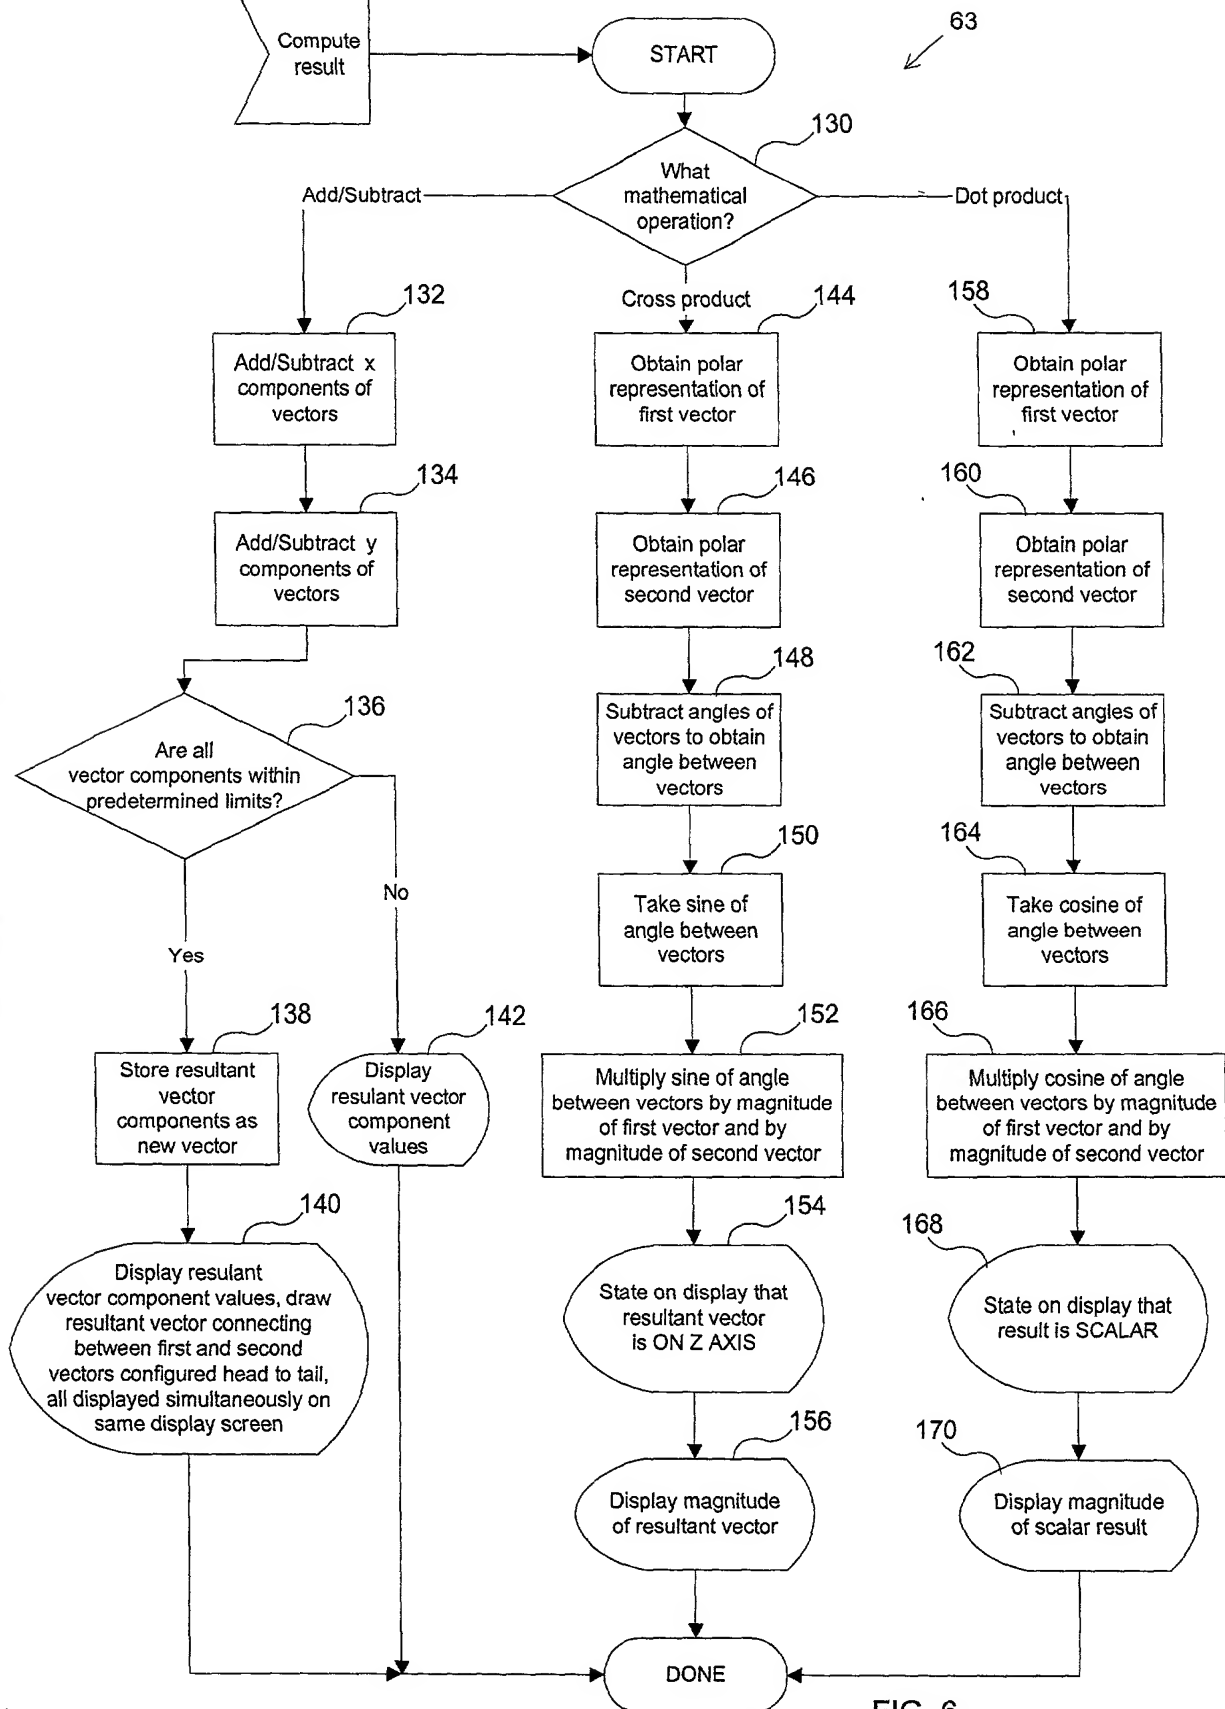 Compute
result
START
63
130
What
mathematical
operation?
Add/Subtract
Dot product
Cross product
132
Add/Subtract x
components of
vectors
134
Add/Subtract y
components of
vectors
136
Are all
vector components within
predetermined limits?
No
Yes
138
Store resultant
vector
components as
new vector
142
Display
resulant vector
component
values
140
Display resulant
vector component values, draw
resultant vector connecting
between first and second
vectors configured head to tail,
all displayed simultaneously on
same display screen
144
Obtain polar
representation of
first vector
146
Obtain polar
representation of
second vector
148
Subtract angles of
vectors to obtain
angle between
vectors
150
Take sine of
angle between
vectors
152
Multiply sine of angle
between vectors by magnitude
of first vector and by
magnitude of second vector
154
State on display that
resultant vector
is ON Z AXIS
156
Display magnitude
of resultant vector
158
Obtain polar
representation of
first vector
160
Obtain polar
representation of
second vector
162
Subtract angles of
vectors to obtain
angle between
vectors
164
Take cosine of
angle between
vectors
166
Multiply cosine of angle
between vectors by magnitude
of first vector and by
magnitude of second vector
168
State on display that
result is SCALAR
170
Display magnitude
of scalar result
DONE
FIG. 6